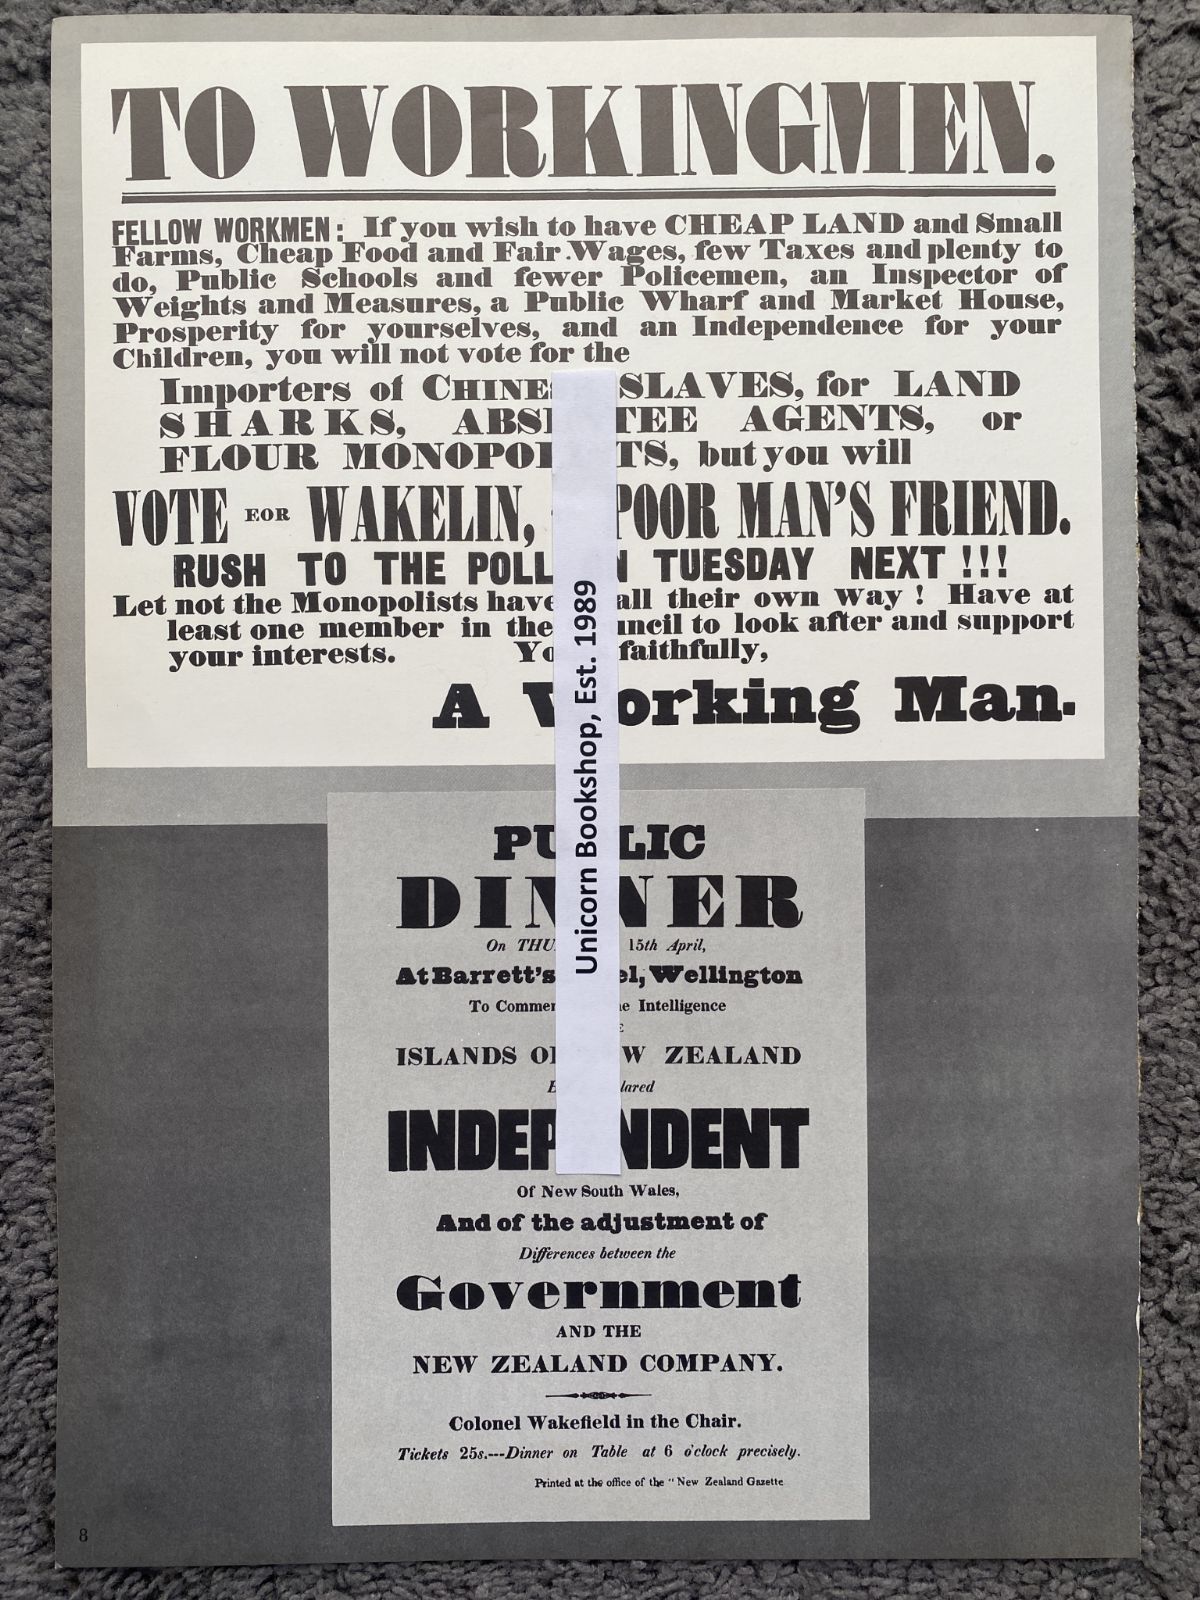 TO WORKINGMEN.
FELLOW WORKMEN: If you wish to have CHEAP LAND and Small
Farms, Cheap Food and Fair Wages, few Taxes and plenty to
do, Public Schools and fewer Policemen, an Inspector of
Weights and Measures, a Public Wharf and Market House,
Prosperity for yourselves, and an Independence for your
Children, you will not vote for the
Importers of CHINE SLAVES, for LAND
SHARKS, ABS TEE AGENTS, or
FLOUR MONOPO TS, but you will
VOTE FOR WAKELIN, POOR MAN'S FRIEND.
RUSH TO THE POLL N TUESDAY NEXT!!!
Let not the Monopolists have all their own way! Have at
least one member in the uncil to look after and support
your interests. Yo faithfully,
A W orking Man.
Unicorn Bookshop, Est. 1989
PU LIC
DIN NER
On THU 15th April,
At Barrett's el, Wellington
To Commem e Intelligence
E
ISLANDS OF W ZEALAND
lared
INDEP NDENT
Of New South Wales,
And of the adjustment of
Differences between the
Government
AND THE
NEW ZEALAND COMPANY.
Colonel Wakefield in the Chair.
Tickets 25s.---Dinner on Table at 6 o'clock precisely.
Printed at the office of the "New Zealand Gazette
8